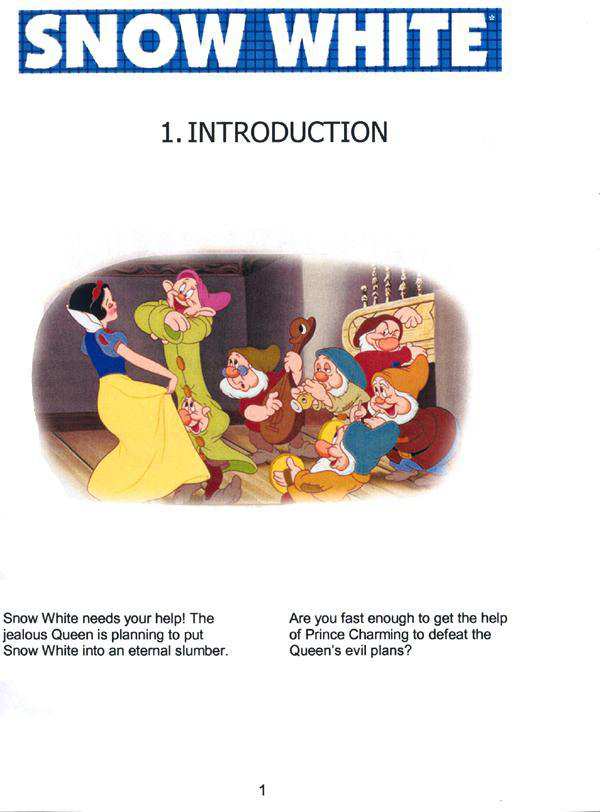 SNOW WHITE*
1. INTRODUCTION
Snow White needs your help! The
jealous Queen is planning to put
Snow White into an eternal slumber.
Are you fast enough to get the help
of Prince Charming to defeat the
Queen's evil plans?
1